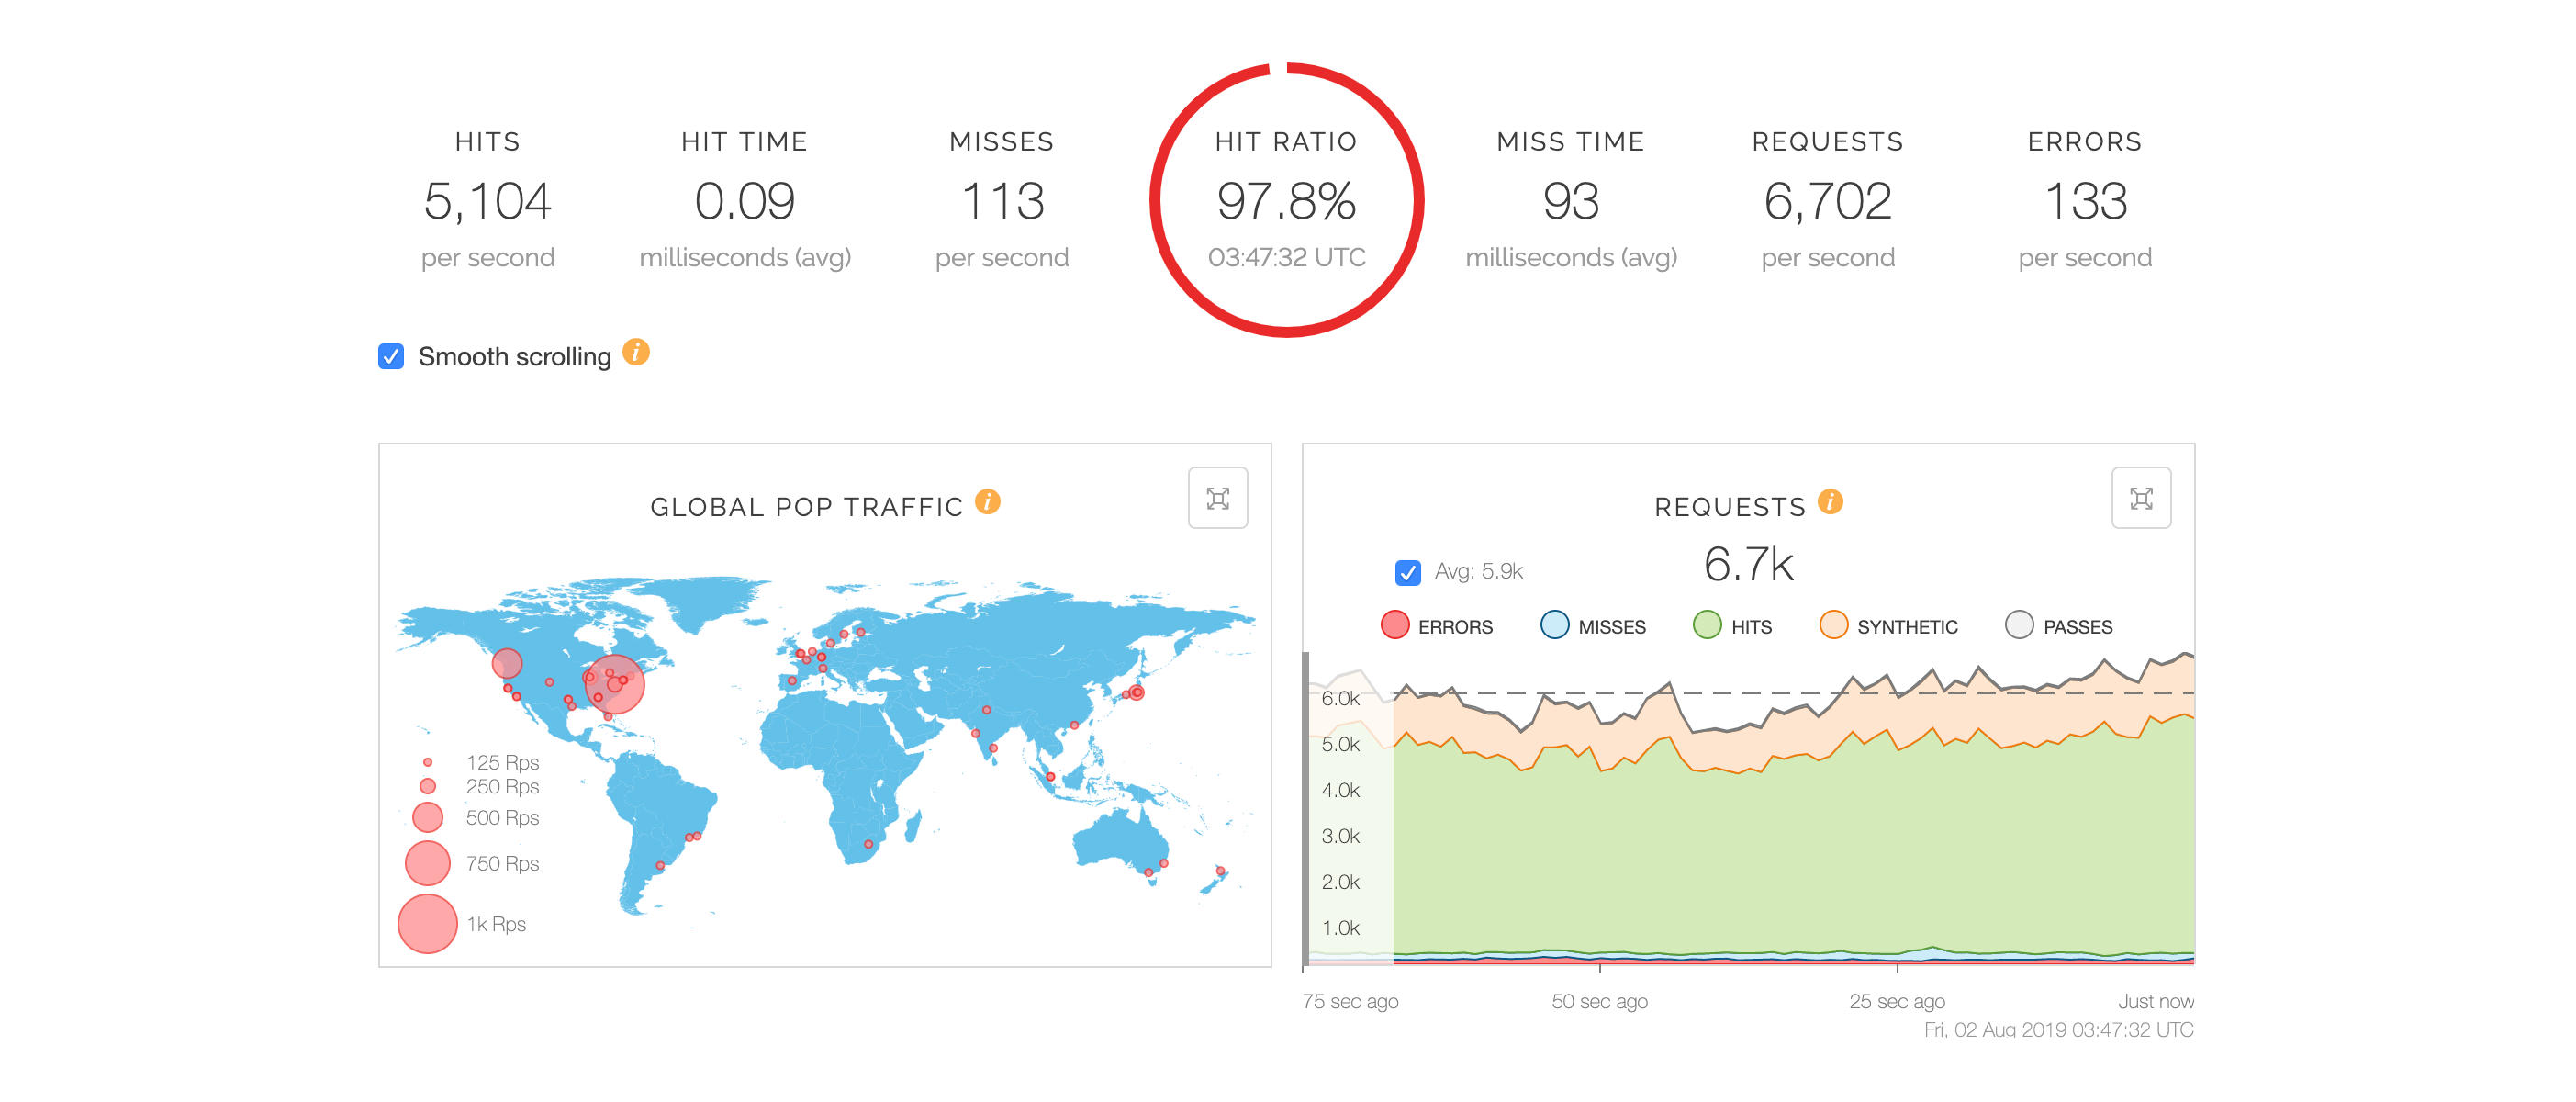 HITS
5,104
per second
HIT TIME
0.09
milliseconds (avg)
MISSES
113
per second
HIT RATIO
97.8%
03:47:32 UTC
MISS TIME
93
milliseconds (avg)
REQUESTS
6,702
per second
ERRORS
133
per second
Smooth scrolling i
GLOBAL POP TRAFFIC i
125 Rps
250 Rps
500 Rps
750 Rps
1k Rps
REQUESTS i
Avg: 5.9k
6.7k
ERRORS MISSES HITS SYNTHETIC PASSES
6.0k
5.0k
4.0k
3.0k
2.0k
1.0k
75 sec ago 50 sec ago 25 sec ago Just now
Fri, 02 Aug 2019 03:47:32 UTC